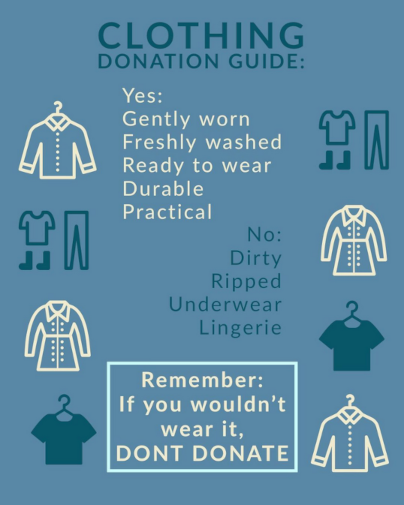 CLOTHING
DONATION GUIDE:
Yes:
Gently worn
Freshly washed
Ready to wear
Durable
Practical
No:
Dirty
Ripped
Underwear
Lingerie
Remember:
If you wouldn't
wear it,
DONT DONATE